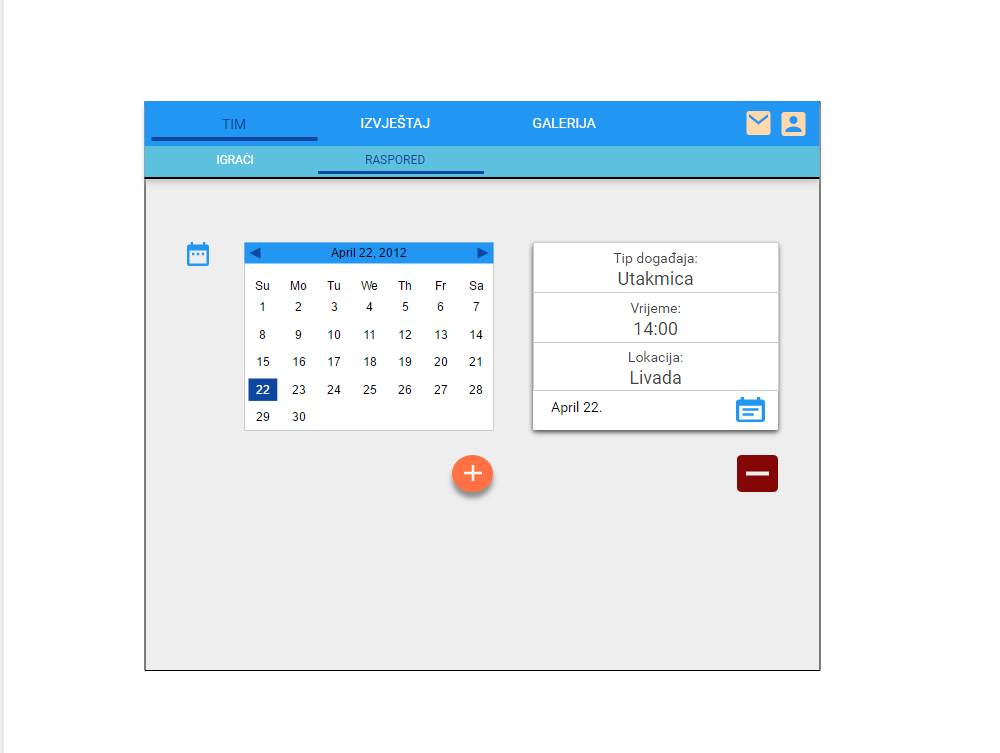 TIM IZVJEŠTAJ GALERIJA
IGRAČI RASPORED
April 22, 2012
Su Mo Tu We Th Fr Sa
1 2 3 4 5 6 7
8 9 10 11 12 13 14
15 16 17 18 19 20 21
22 23 24 25 26 27 28
29 30
Tip događaja:
Utakmica
Vrijeme:
14:00
Lokacija:
Livada
April 22.